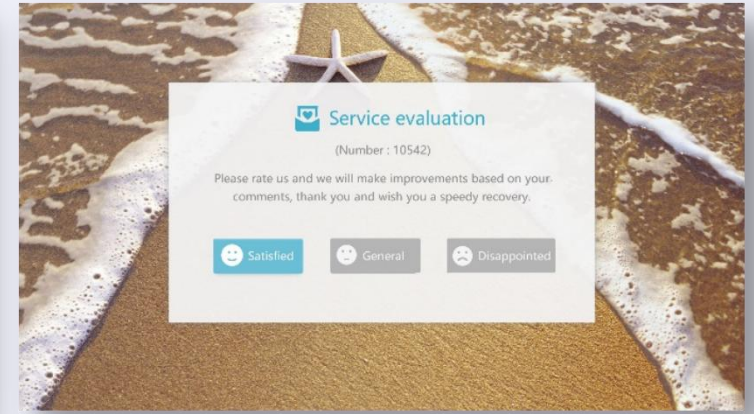 Service evaluation
(Number : 10542)
Please rate us and we will make improvements based on your
comments, thank you and wish you a speedy recovery.
Satisfied
General
Disappointed